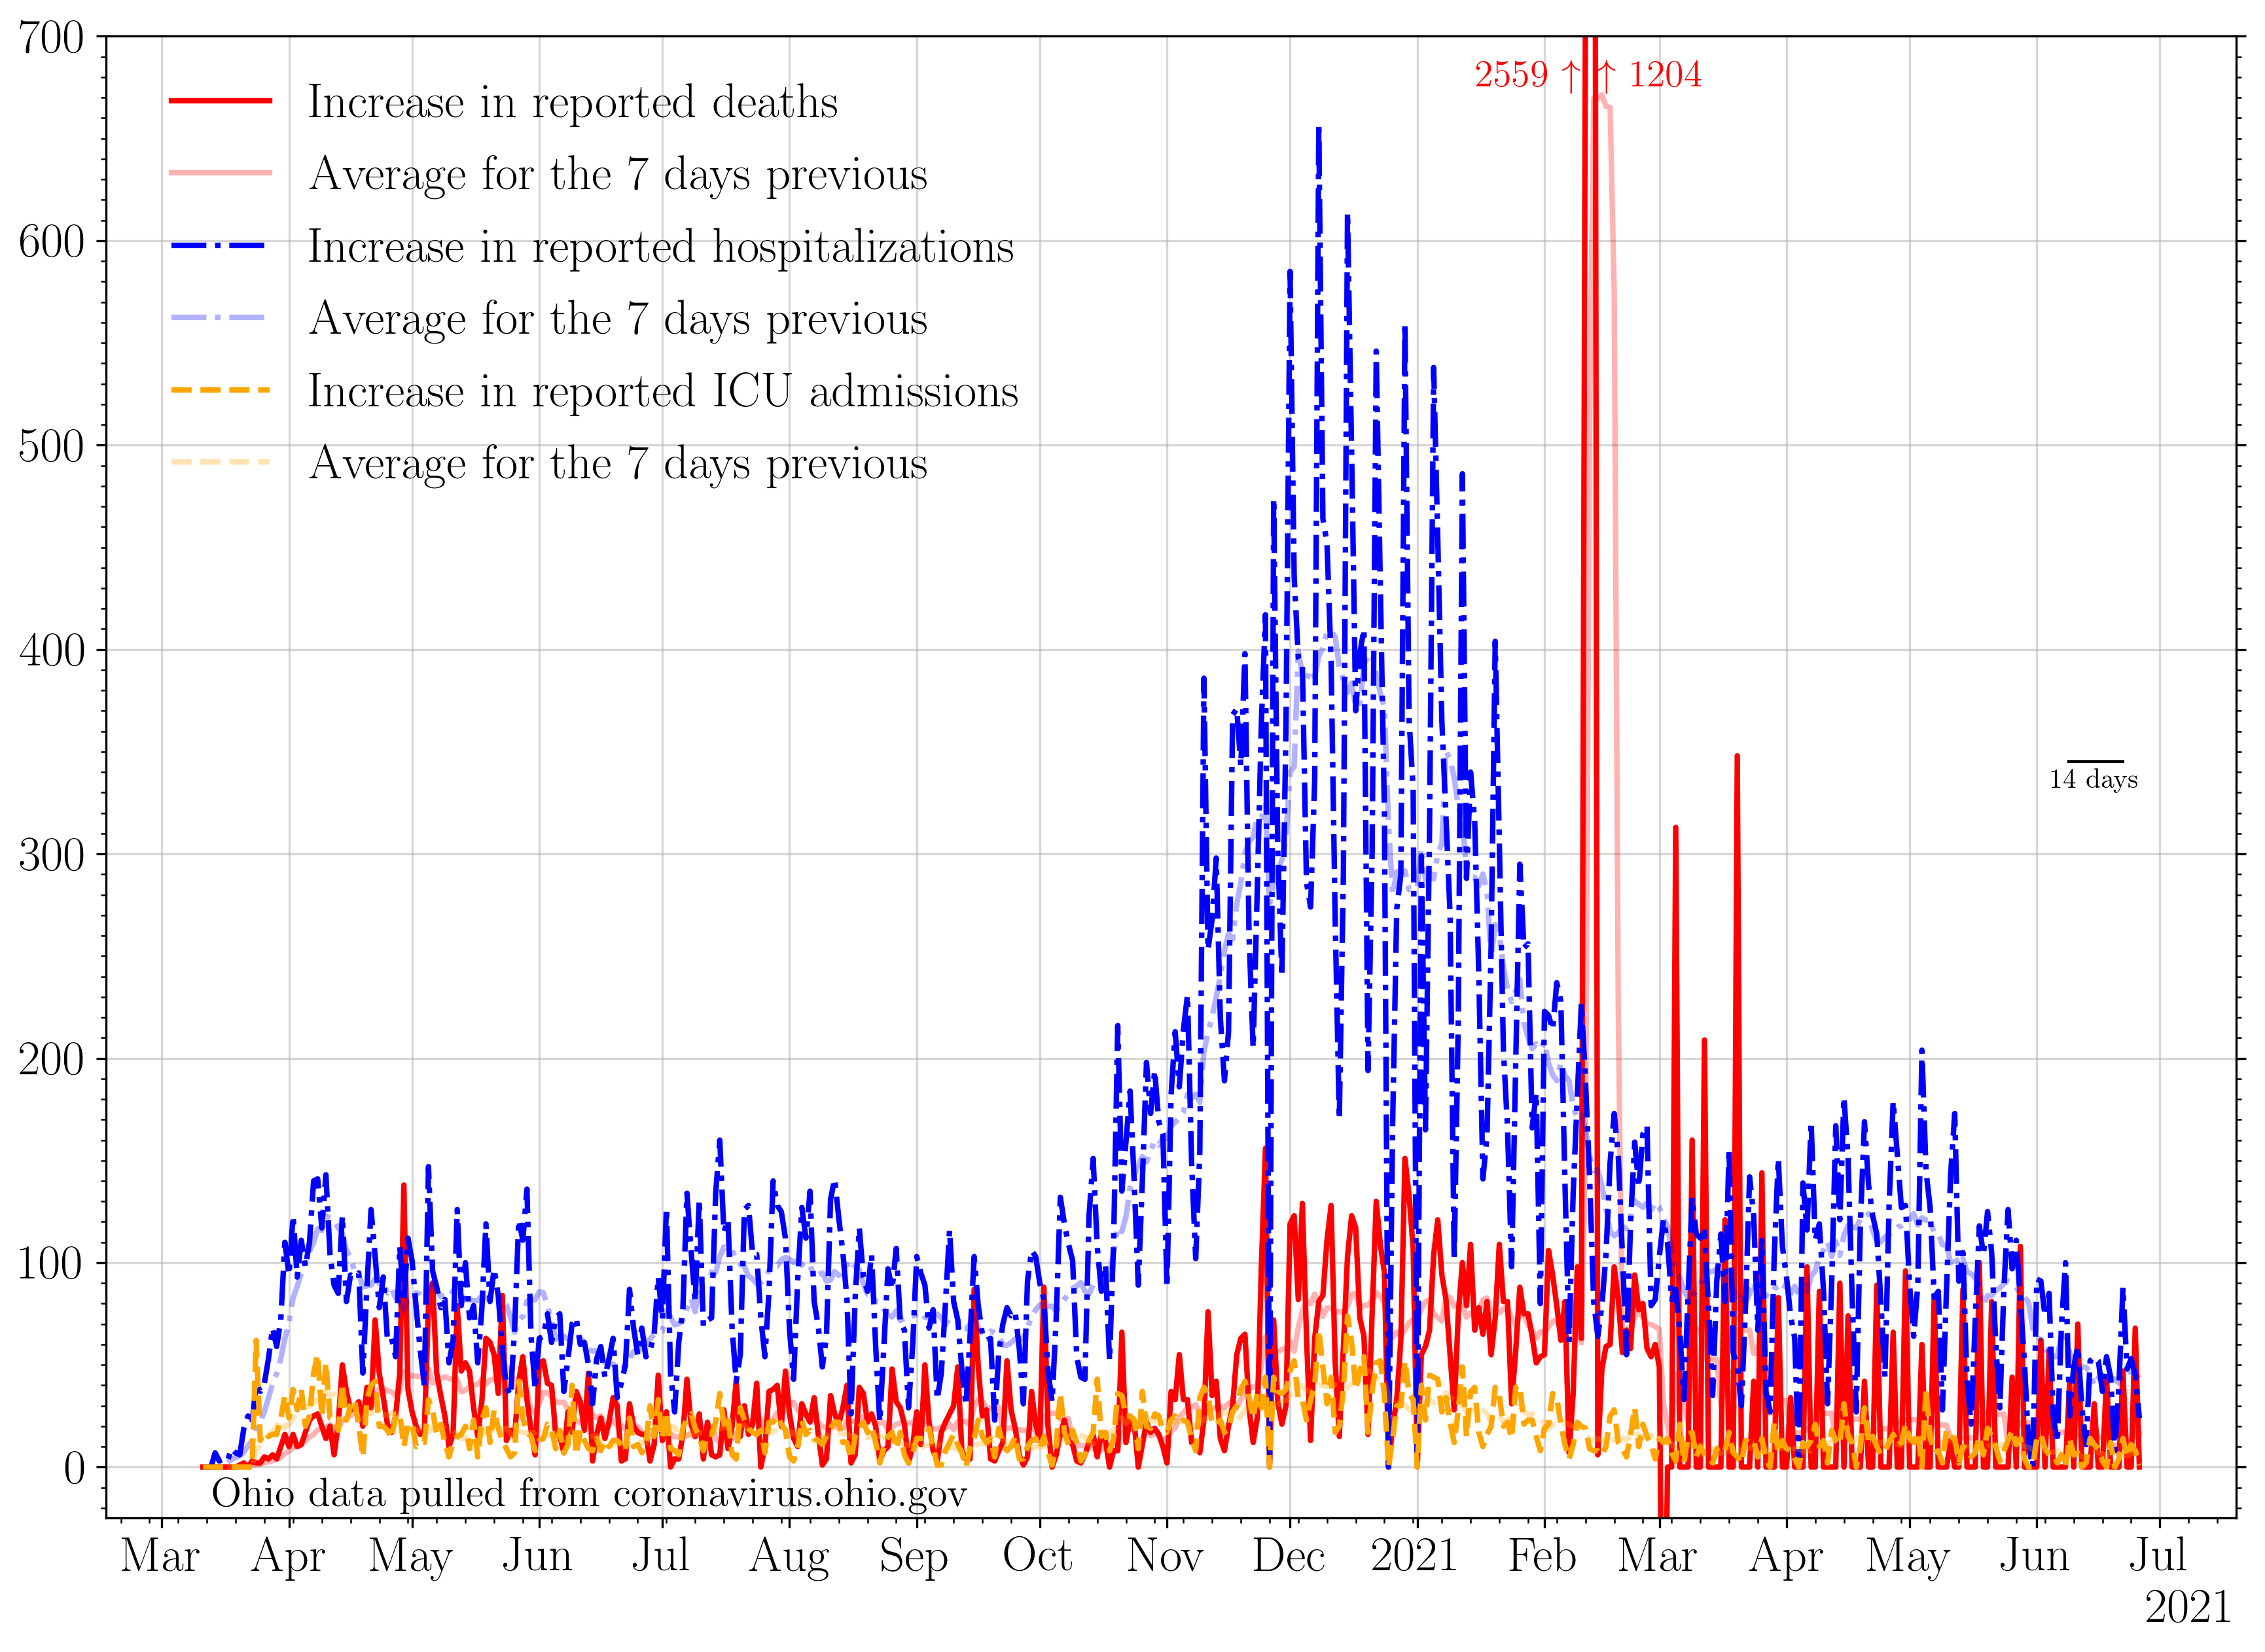 700
600
500
400
300
200
100
0
2559 ↑ ↑ 1204
Increase in reported deaths
Average for the 7 days previous
Increase in reported hospitalizations
Average for the 7 days previous
Increase in reported ICU admissions
Average for the 7 days previous
14 days
Ohio data pulled from coronavirus.ohio.gov
Mar Apr May Jun Jul Aug Sep Oct Nov Dec 2021 Feb Mar Apr May Jun Jul
2021